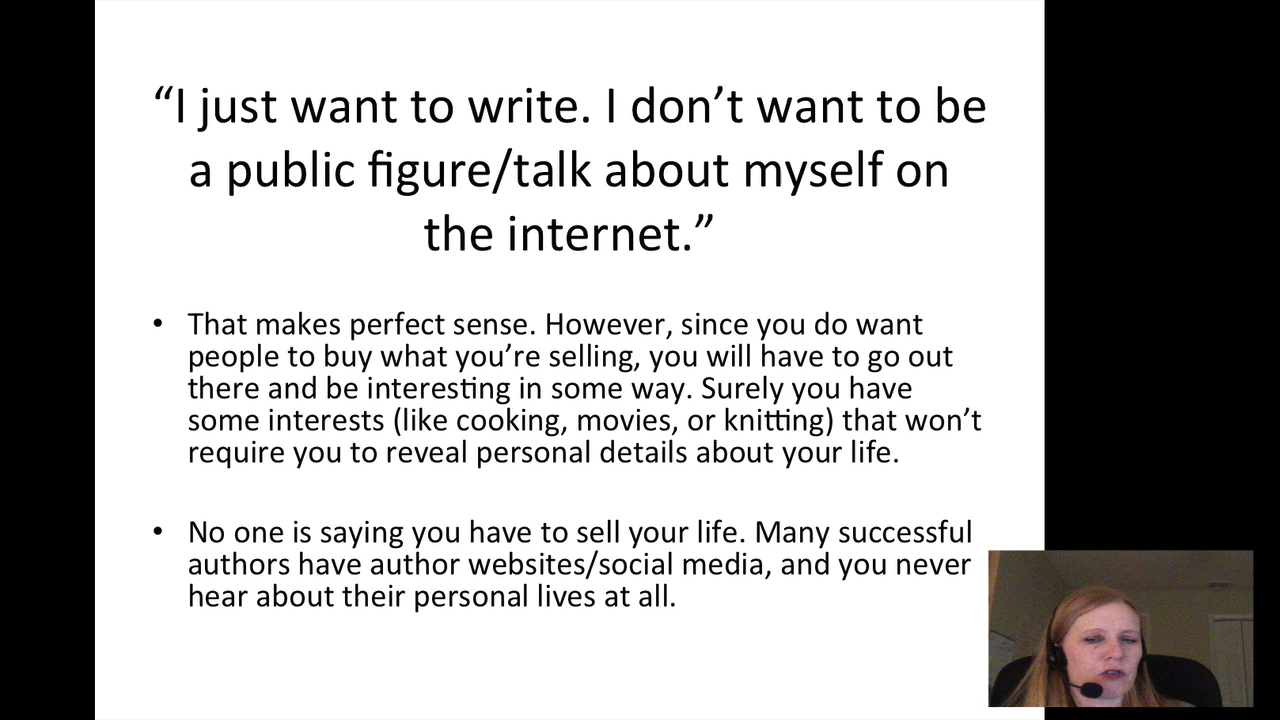 “I just want to write. I don’t want to be
a public figure/talk about myself on
the internet.”
• That makes perfect sense. However, since you do want
people to buy what you’re selling, you will have to go out
there and be interesting in some way. Surely you have
some interests (like cooking, movies, or knitting) that won’t
require you to reveal personal details about your life.
• No one is saying you have to sell your life. Many successful
authors have author websites/social media, and you never
hear about their personal lives at all.